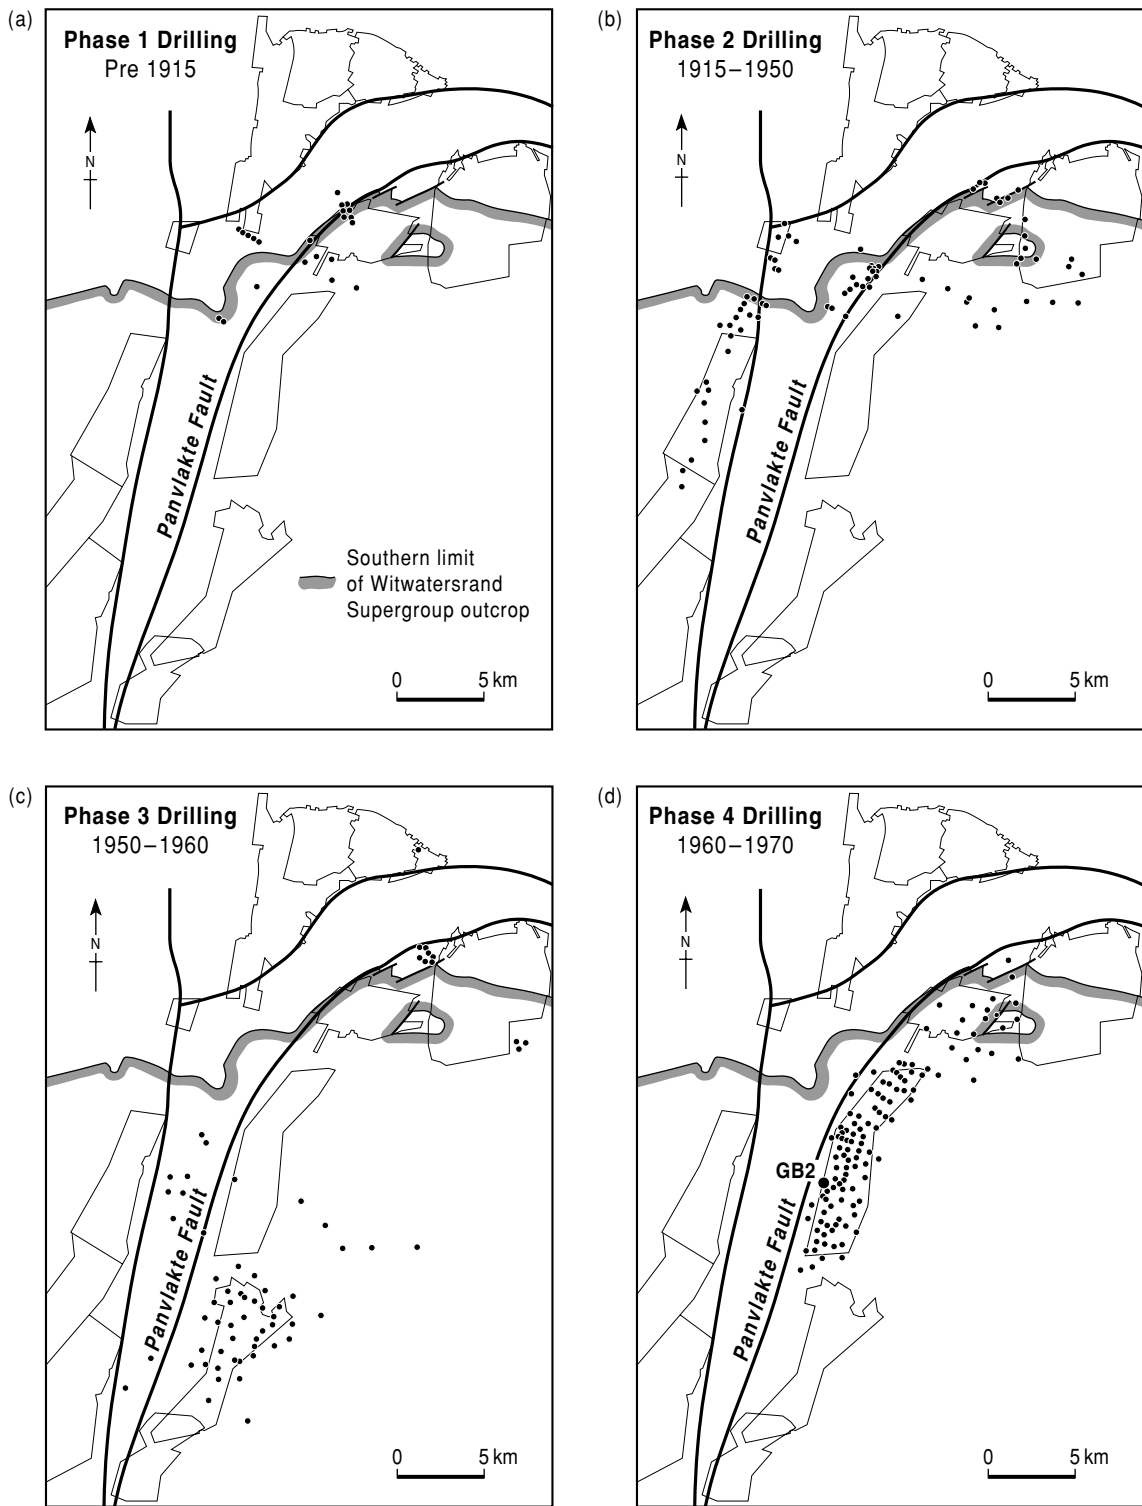 (a)
Phase 1 Drilling
Pre 1915
N
Panvlakte Fault
Southern limit
of Witwatersrand
Supergroup outcrop
0 5 km
(b)
Phase 2 Drilling
1915–1950
N
Panvlakte Fault
0 5 km
(c)
Phase 3 Drilling
1950–1960
N
Panvlakte Fault
0 5 km
(d)
Phase 4 Drilling
1960–1970
N
GB2
Panvlakte Fault
0 5 km